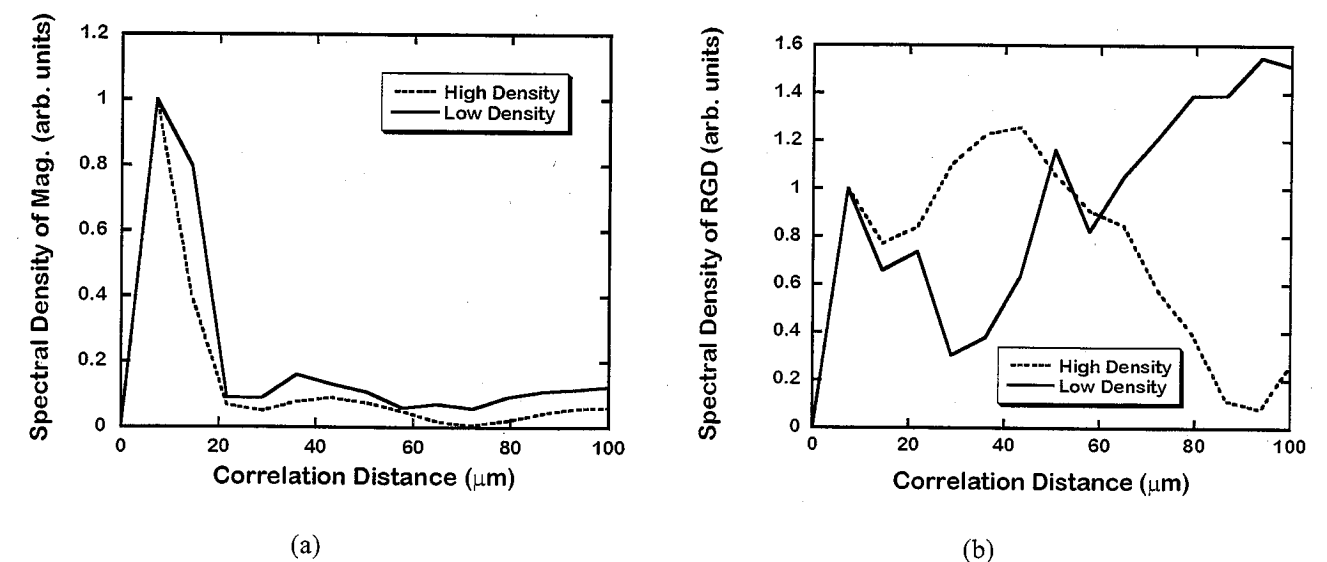 Spectral Density of Mag. (arb. units)
1.2
1
0.8
0.6
0.4
0.2
0
0 20 40 60 80 100
Correlation Distance (μm)
High Density
Low Density
(a)
Spectral Density of RGD (arb. units)
1.6
1.4
1.2
1
0.8
0.6
0.4
0.2
0
0 20 40 60 80 100
Correlation Distance (μm)
High Density
Low Density
(b)